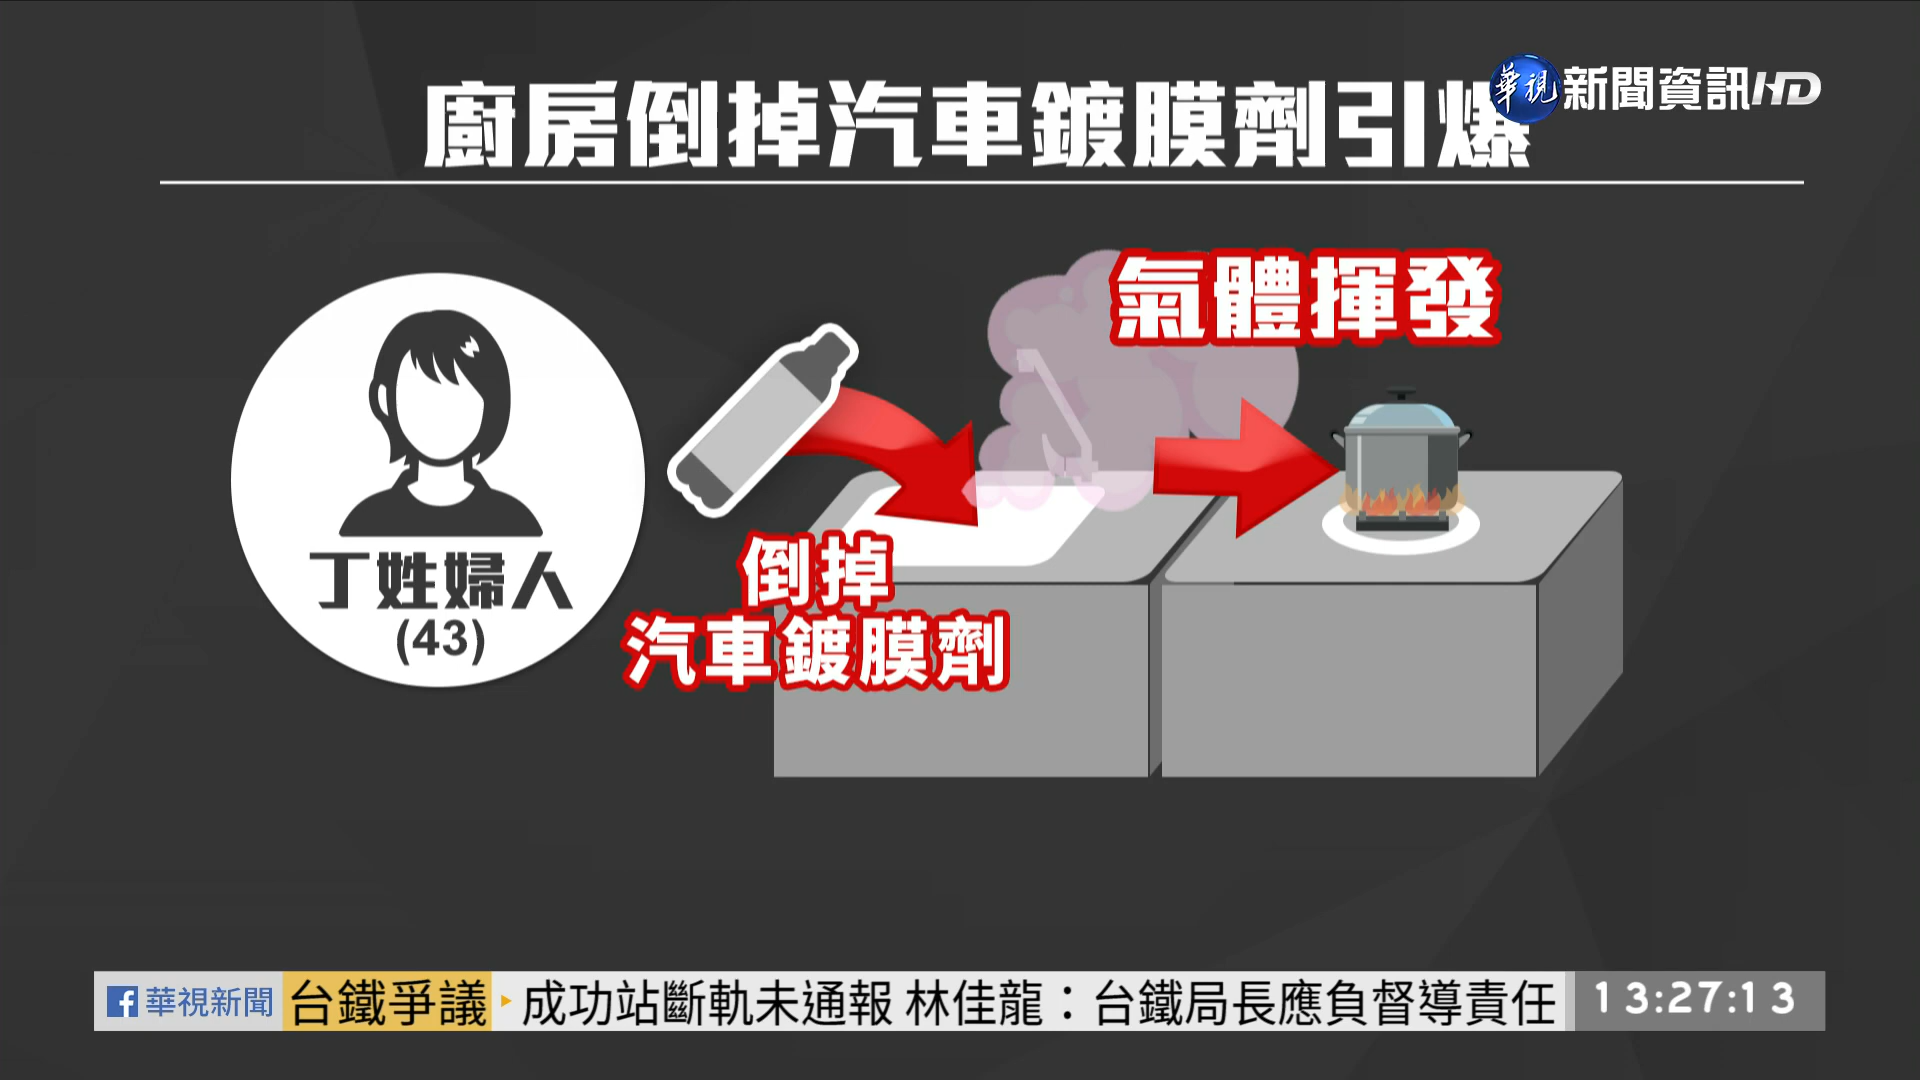 廚房倒掉汽車鍍膜劑引爆
華視新聞資訊HD
氣體揮發
倒掉
汽車鍍膜劑
丁姓婦人
(43)
華視新聞 台鐵爭議 成功站斷軌未通報 林佳龍：台鐵局長應負督導責任 13:27:13